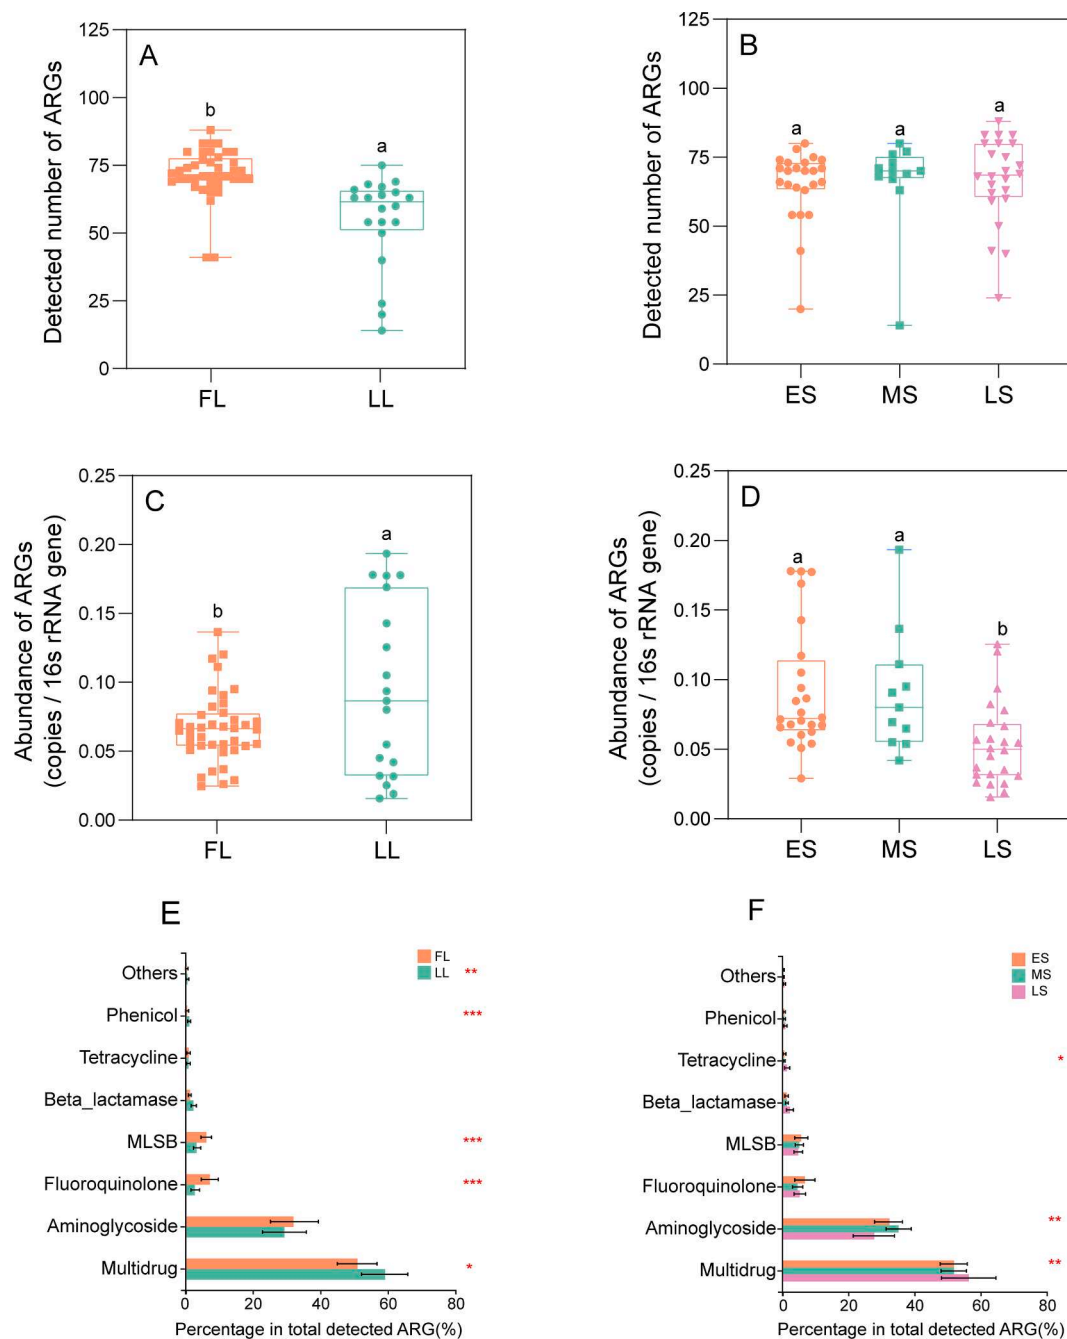 A
Detected number of ARGs
125
100
75
50
25
0
b
a
FL
LL
B
Detected number of ARGs
125
100
75
50
25
0
a
a
a
ES
MS
LS
C
Abundance of ARGs
(copies / 16s rRNA gene)
0.25
0.20
0.15
0.10
0.05
0.00
b
a
FL
LL
D
Abundance of ARGs
(copies / 16s rRNA gene)
0.25
0.20
0.15
0.10
0.05
0.00
a
a
b
ES
MS
LS
E
FL
LL
Others **
Phenicol ***
Tetracycline
Beta_lactamase
MLSB ***
Fluoroquinolone ***
Aminoglycoside
Multidrug *
0 20 40 60 80
Percentage in total detected ARG(%)
F
ES
MS
LS
Others
Phenicol
Tetracycline *
Beta_lactamase
MLSB
Fluoroquinolone
Aminoglycoside **
Multidrug **
0 20 40 60 80
Percentage in total detected ARG(%)